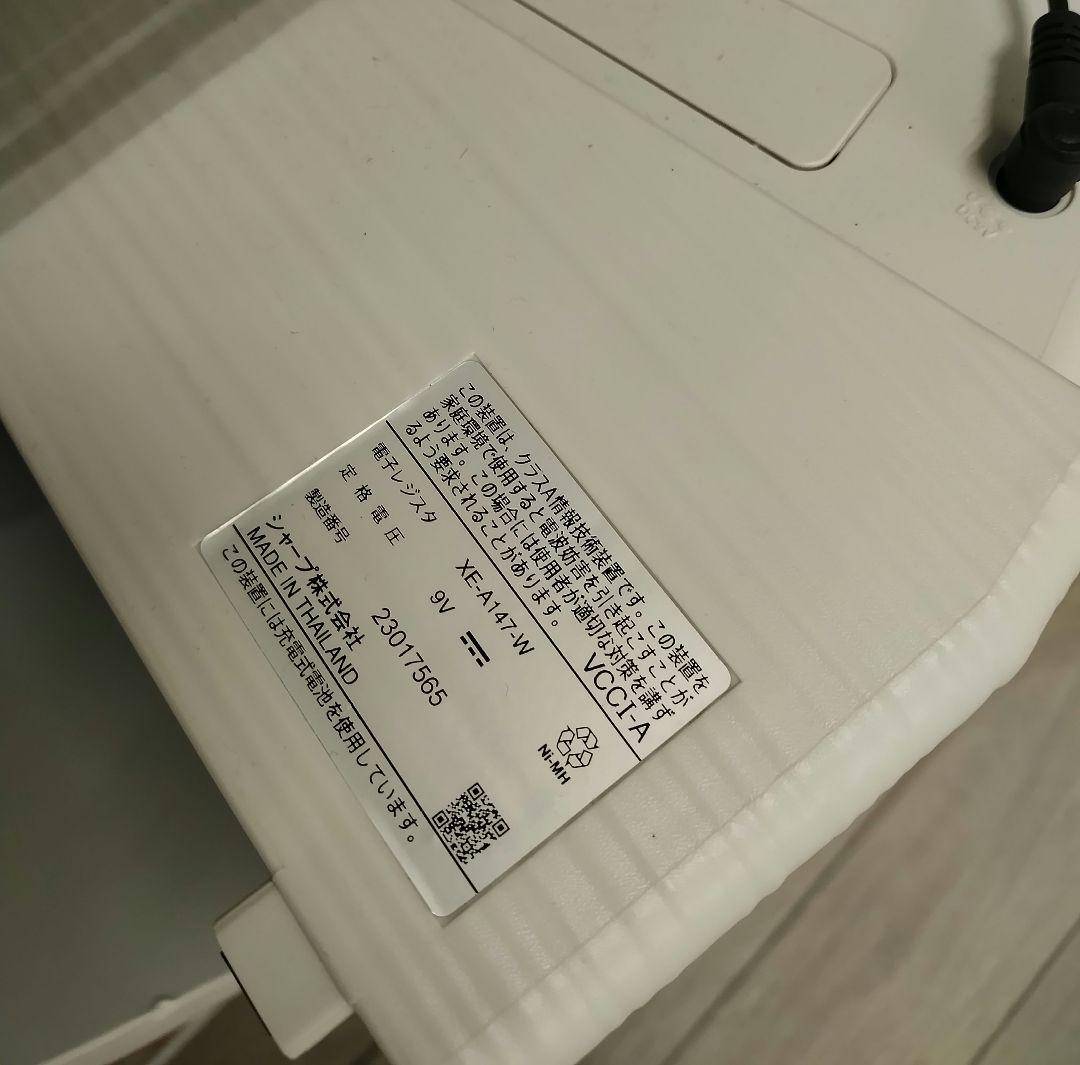 この装置は、クラスA情報技術装置です。この装置を
家庭環境で使用すると電波妨害を引き起こすことが
あります。この場合には使用者が適切な対策を講ず
るよう要求されることがあります。
VCCI-A
電子レジスタ XE-A147-W
定格電圧 9V
製造番号 23017565
シャープ株式会社
MADE IN THAILAND
Ni-MH
この装置には充電式電池を使用しています。